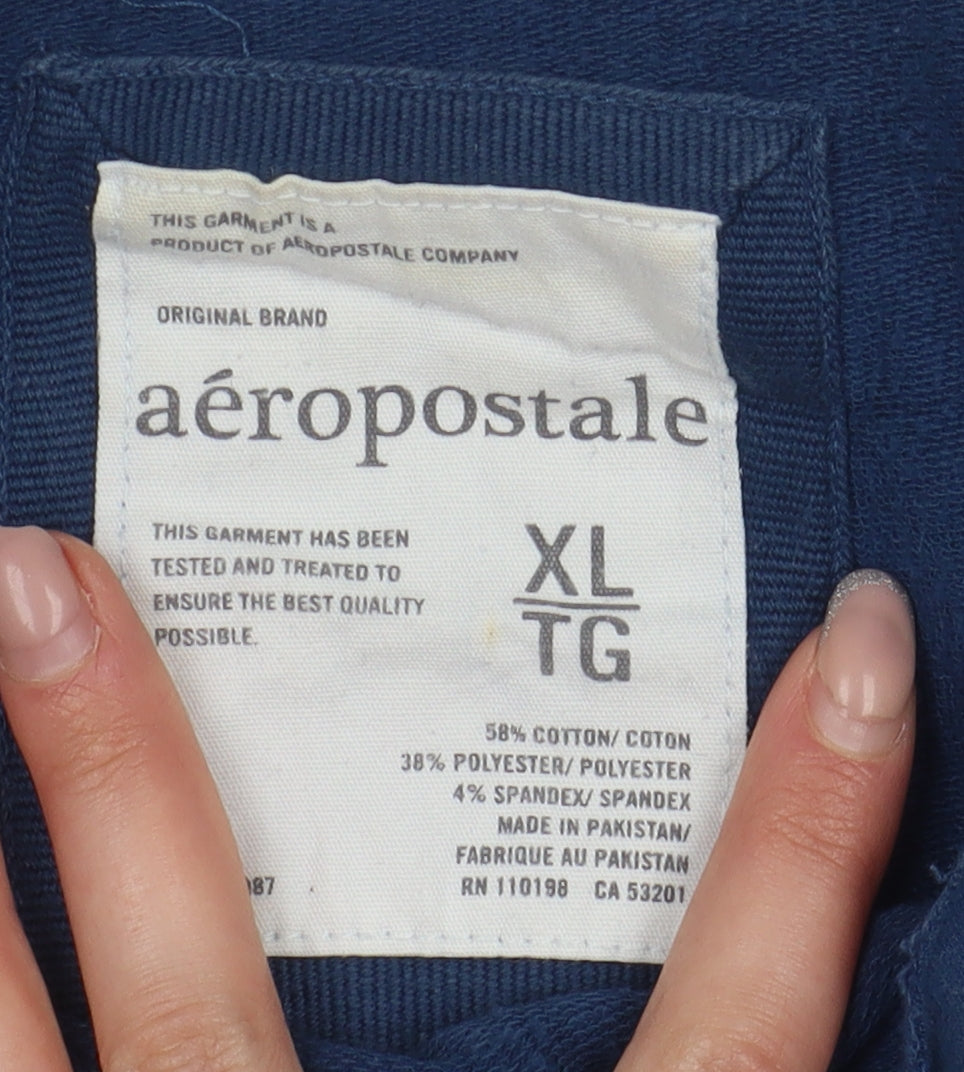 THIS GARMENT IS A
PRODUCT OF AEROPOSTALE COMPANY
ORIGINAL BRAND
aéropostale
THIS GARMENT HAS BEEN
TESTED AND TREATED TO
ENSURE THE BEST QUALITY
POSSIBLE.
XL
TG
58% COTTON/ COTON
38% POLYESTER/ POLYESTER
4% SPANDEX/ SPANDEX
MADE IN PAKISTAN/
FABRIQUE AU PAKISTAN
87 RN 110198 CA 53201